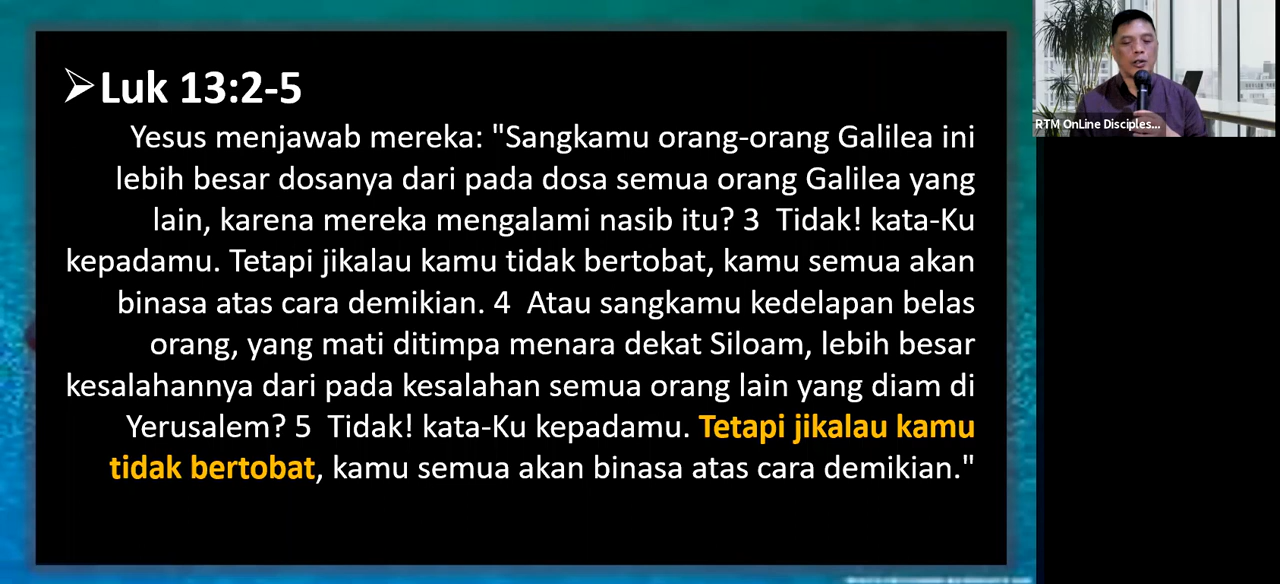 ➢Luk 13:2-5
Yesus menjawab mereka: "Sangkamu orang-orang Galilea ini
lebih besar dosanya dari pada dosa semua orang Galilea yang
lain, karena mereka mengalami nasib itu? 3  Tidak! kata-Ku
kepadamu. Tetapi jikalau kamu tidak bertobat, kamu semua akan
binasa atas cara demikian. 4  Atau sangkamu kedelapan belas
orang, yang mati ditimpa menara dekat Siloam, lebih besar
kesalahannya dari pada kesalahan semua orang lain yang diam di
Yerusalem? 5  Tidak! kata-Ku kepadamu. Tetapi jikalau kamu
tidak bertobat, kamu semua akan binasa atas cara demikian."
RTM OnLine Disciples...